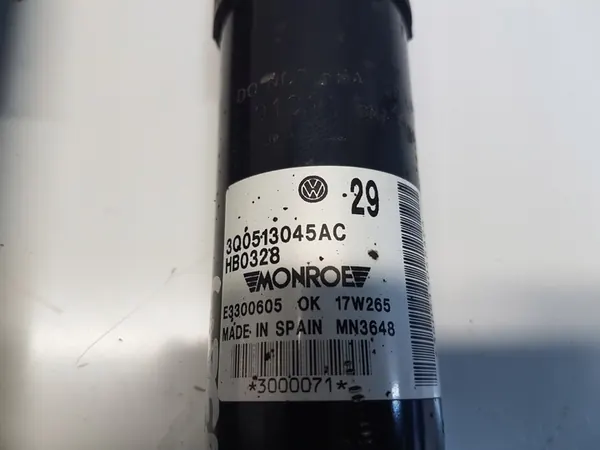 29
3Q0513045AC
HB0328
MONROE
E3300605 OK 17W265
MADE IN SPAIN MN3648
*3000071*